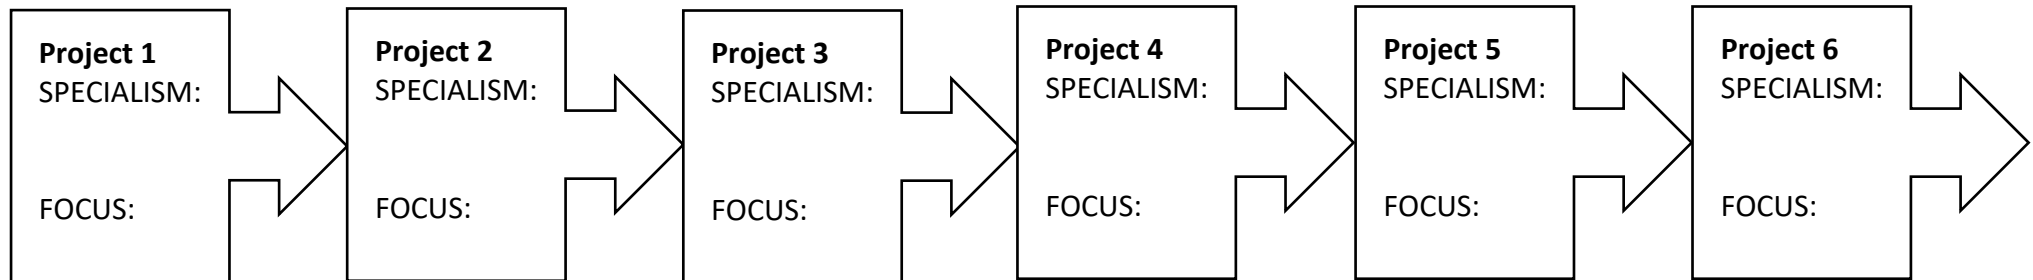 Project 1
SPECIALISM:
FOCUS:
Project 2
SPECIALISM:
FOCUS:
Project 3
SPECIALISM:
FOCUS:
Project 4
SPECIALISM:
FOCUS:
Project 5
SPECIALISM:
FOCUS:
Project 6
SPECIALISM:
FOCUS: